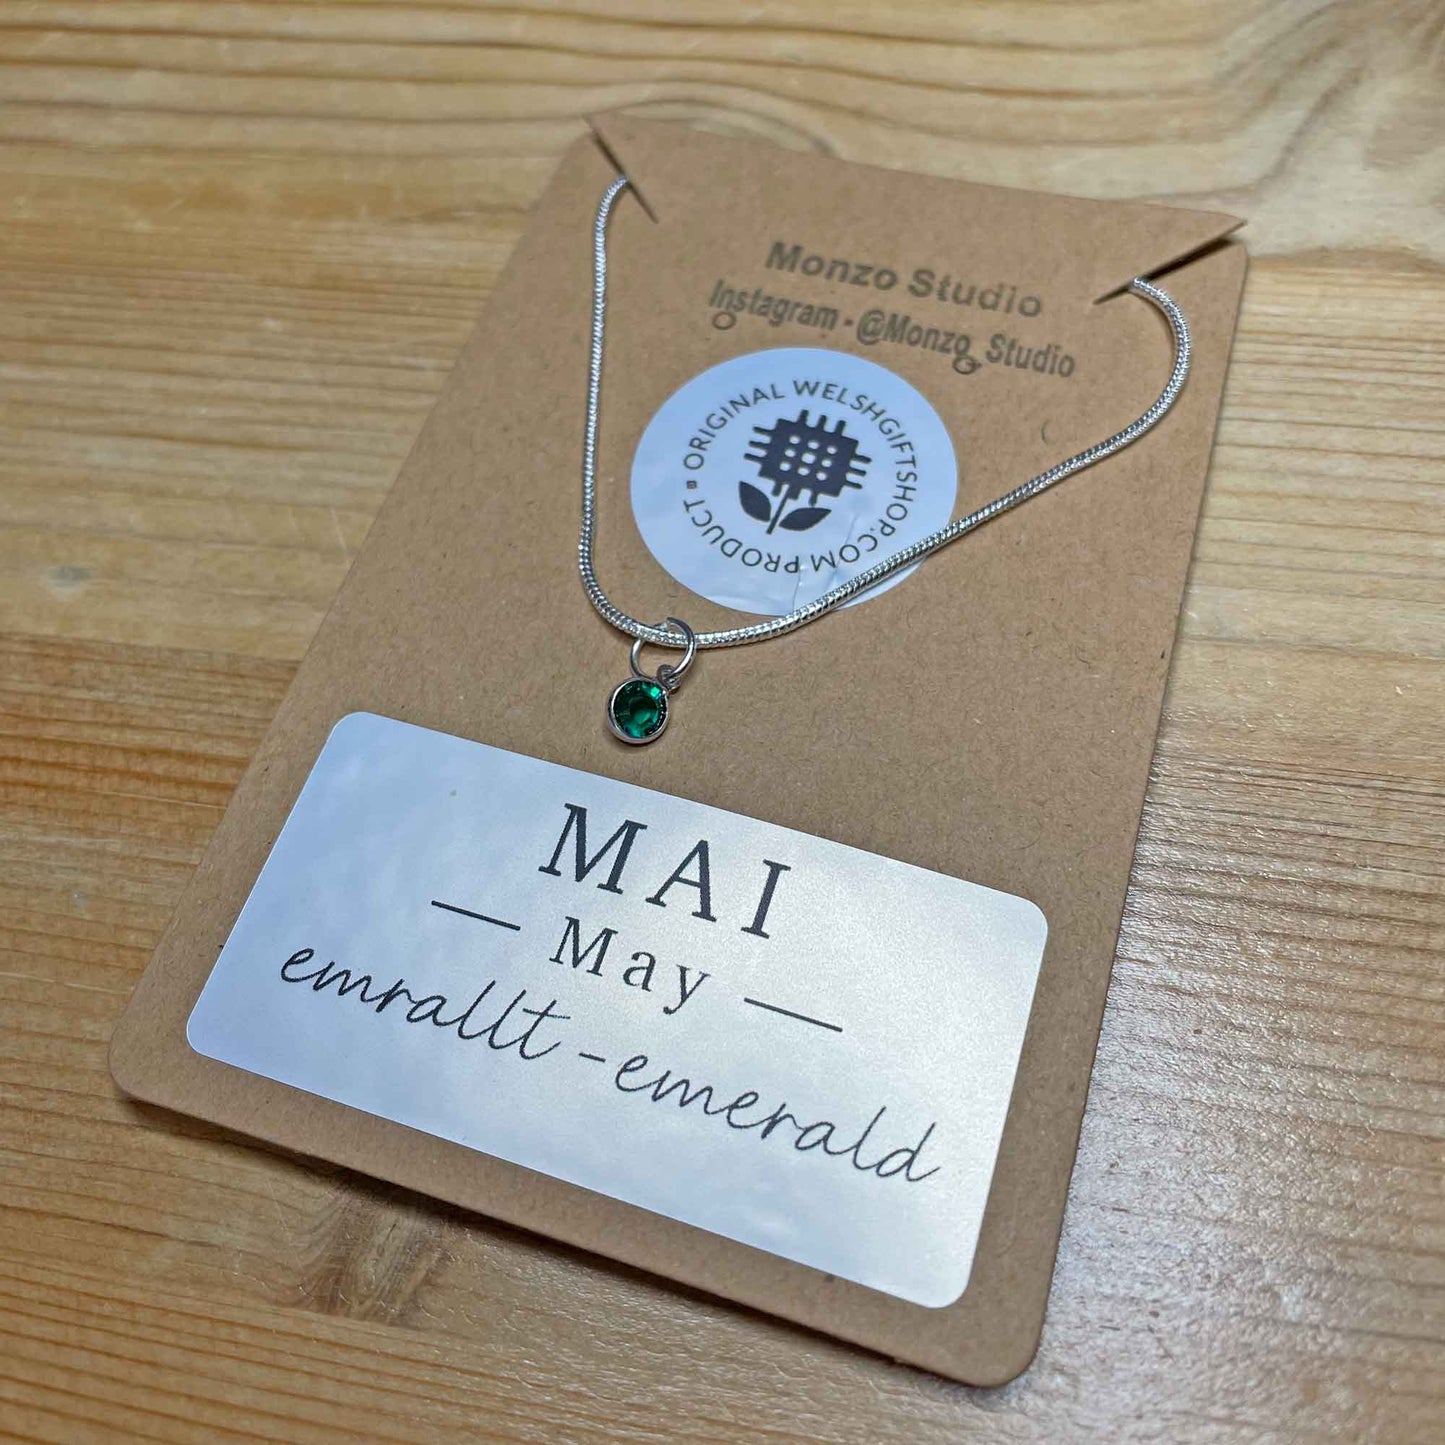 Monzo Studio
Instagram - @Monzo_Studio
ORIGINAL WELSHGIFTSHOP.COM PRODUCT
MAI
— May —
emrallt - emerald